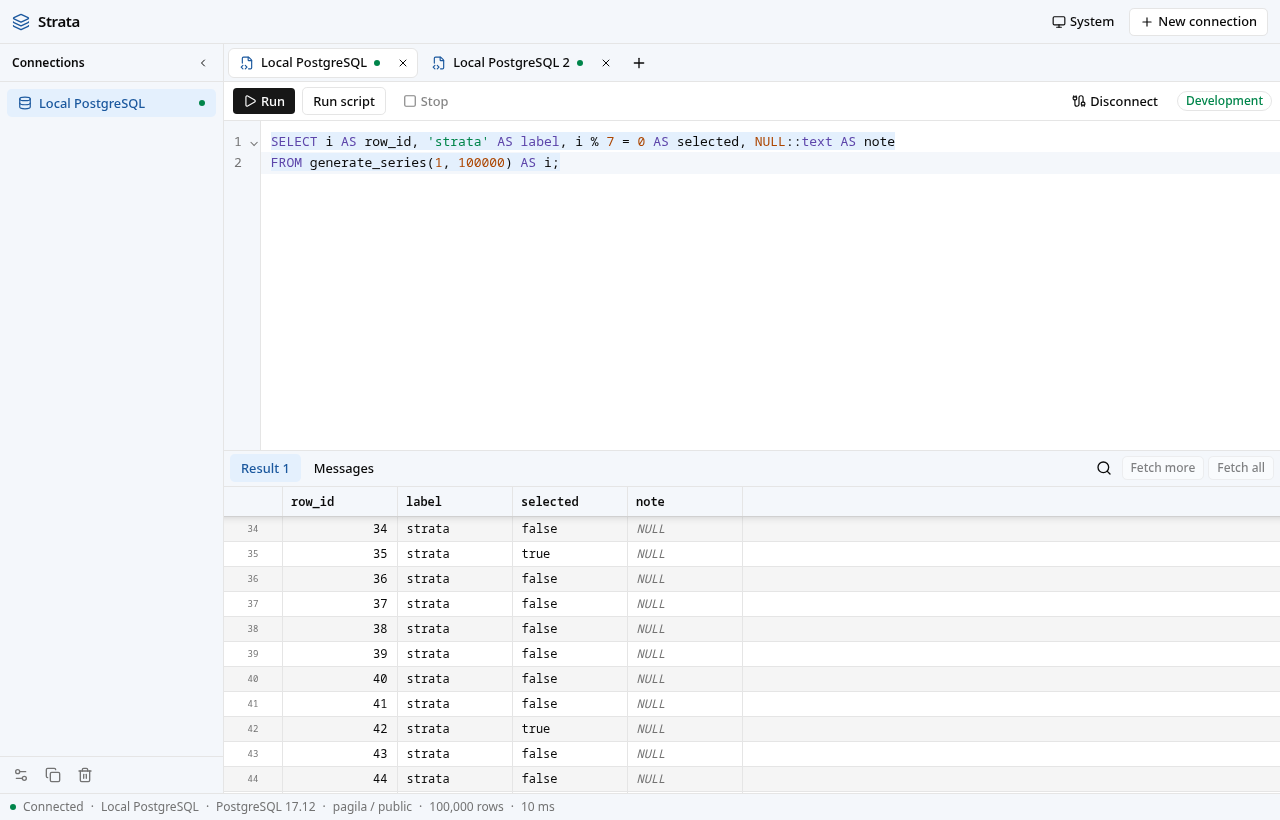 Strata
System
New connection
Connections
Local PostgreSQL
Local PostgreSQL 2
Local PostgreSQL
Run
Run script
Stop
Disconnect
Development
1 SELECT i AS row_id, 'strata' AS label, i % 7 = 0 AS selected, NULL::text AS note
2 FROM generate_series(1, 100000) AS i;
Result 1
Messages
Fetch more
Fetch all
row_id label selected note
34 34 strata false NULL
35 35 strata true NULL
36 36 strata false NULL
37 37 strata false NULL
38 38 strata false NULL
39 39 strata false NULL
40 40 strata false NULL
41 41 strata false NULL
42 42 strata true NULL
43 43 strata false NULL
44 44 strata false NULL
Connected · Local PostgreSQL · PostgreSQL 17.12 · pagila / public · 100,000 rows · 10 ms